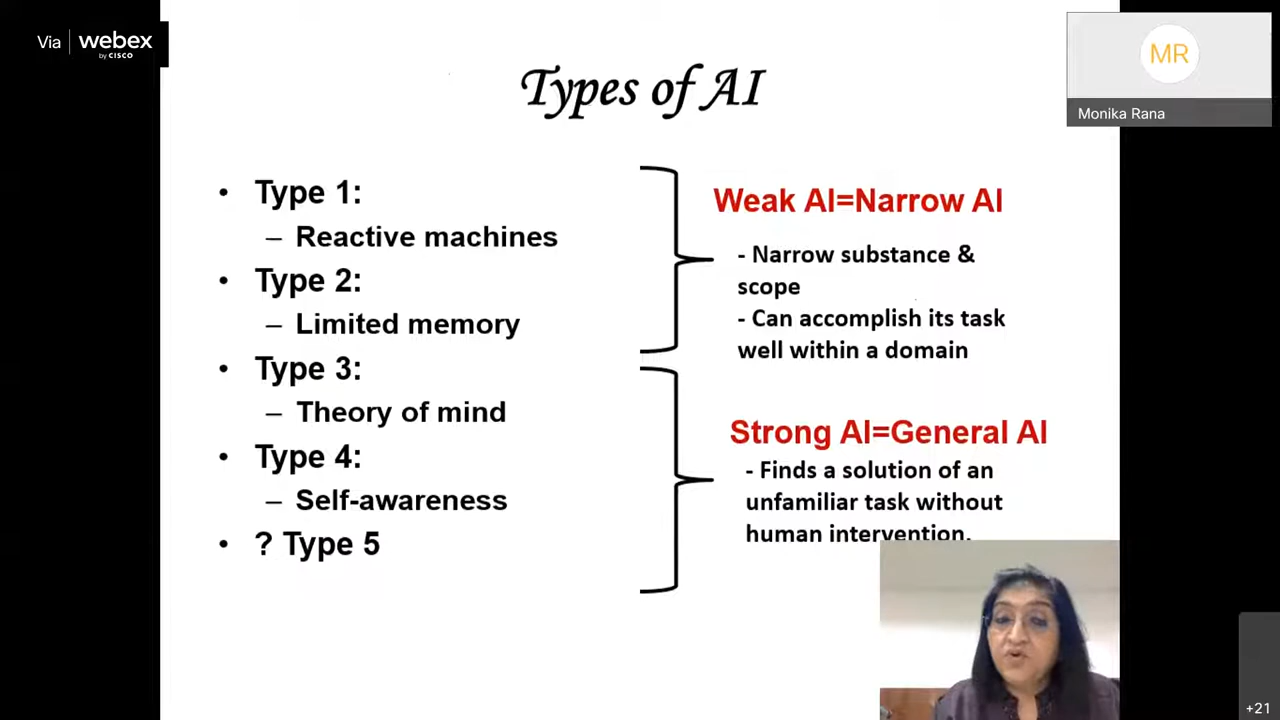 Via webex
by CISCO
MR
Monika Rana
Types of AI
• Type 1:
– Reactive machines
• Type 2:
– Limited memory
• Type 3:
– Theory of mind
• Type 4:
– Self-awareness
• ? Type 5
Weak AI=Narrow AI
- Narrow substance &
scope
- Can accomplish its task
well within a domain
Strong AI=General AI
- Finds a solution of an
unfamiliar task without
human intervention.
+21